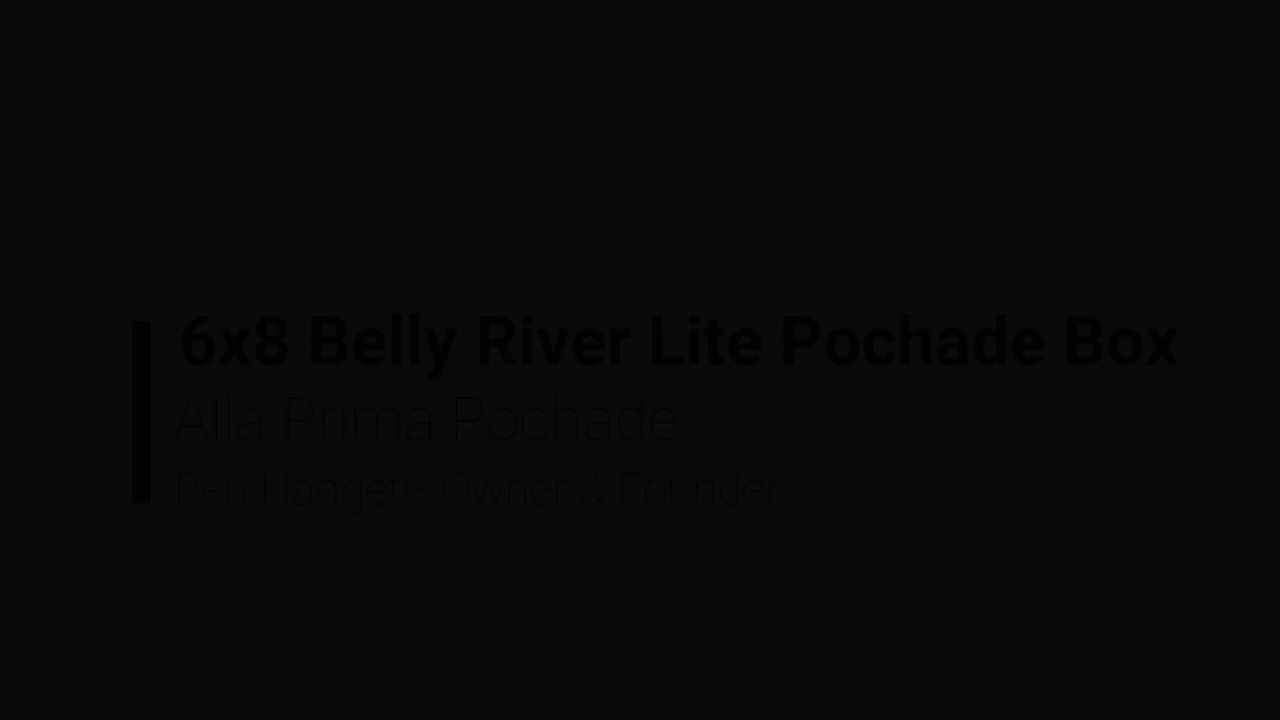 6x8 Belly River Lite Pochade Box
Alla Prima Pochade
Ben Haggett- Owner & Founder